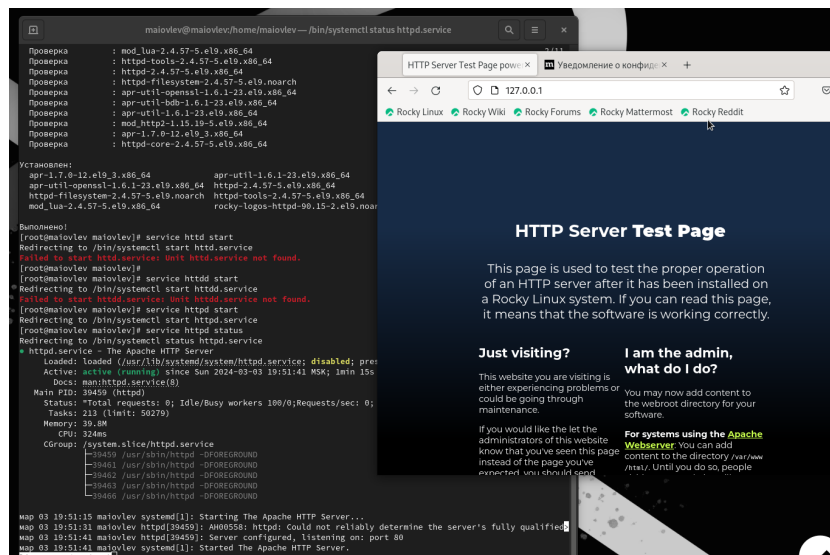 maiovlev@maiovlev:/home/maiovlev — /bin/systemctl status httpd.service
Проверка : mod_lua-2.4.57-5.el9.x86_64 2/11
Проверка : httpd-tools-2.4.57-5.el9.x86_64
Проверка : httpd-2.4.57-5.el9.x86_64
Проверка : httpd-filesystem-2.4.57-5.el9.noarch
Проверка : apr-util-openssl-1.6.1-23.el9.x86_64
Проверка : apr-util-bdb-1.6.1-23.el9.x86_64
Проверка : apr-util-1.6.1-23.el9.x86_64
Проверка : mod_http2-1.15.19-5.el9.x86_64
Проверка : apr-1.7.0-12.el9_3.x86_64
Проверка : httpd-core-2.4.57-5.el9.x86_64
Установлен:
apr-1.7.0-12.el9_3.x86_64 apr-util-1.6.1-23.el9.x86_64
apr-util-openssl-1.6.1-23.el9.x86_64 httpd-2.4.57-5.el9.x86_64
httpd-filesystem-2.4.57-5.el9.noarch httpd-tools-2.4.57-5.el9.x86_64
mod_lua-2.4.57-5.el9.x86_64 rocky-logos-httpd-90.15-2.el9.noar
Выполнено!
[root@maiovlev maiovlev]# service httd start
Redirecting to /bin/systemctl start httd.service
Failed to start httd.service: Unit httd.service not found.
[root@maiovlev maiovlev]#
[root@maiovlev maiovlev]# service httdd start
Redirecting to /bin/systemctl start httdd.service
Failed to start httdd.service: Unit httdd.service not found.
[root@maiovlev maiovlev]# service httpd start
Redirecting to /bin/systemctl start httpd.service
[root@maiovlev maiovlev]# service httpd status
Redirecting to /bin/systemctl status httpd.service
● httpd.service - The Apache HTTP Server
Loaded: loaded (/usr/lib/systemd/system/httpd.service; disabled; pres
Active: active (running) since Sun 2024-03-03 19:51:41 MSK; 1min 15s
Docs: man:httpd.service(8)
Main PID: 39459 (httpd)
Status: "Total requests: 0; Idle/Busy workers 100/0;Requests/sec: 0;
Tasks: 213 (limit: 50279)
Memory: 39.8M
CPU: 324ms
CGroup: /system.slice/httpd.service
├─39459 /usr/sbin/httpd -DFOREGROUND
├─39461 /usr/sbin/httpd -DFOREGROUND
├─39462 /usr/sbin/httpd -DFOREGROUND
├─39463 /usr/sbin/httpd -DFOREGROUND
└─39466 /usr/sbin/httpd -DFOREGROUND
мар 03 19:51:15 maiovlev systemd[1]: Starting The Apache HTTP Server...
мар 03 19:51:31 maiovlev httpd[39459]: AH00558: httpd: Could not reliably determine the server's fully qualified>
мар 03 19:51:41 maiovlev httpd[39459]: Server configured, listening on: port 80
мар 03 19:51:41 maiovlev systemd[1]: Started The Apache HTTP Server.
HTTP Server Test Page power
Уведомление о конфиде
127.0.0.1
Rocky Linux Rocky Wiki Rocky Forums Rocky Mattermost Rocky Reddit
HTTP Server Test Page
This page is used to test the proper operation
of an HTTP server after it has been installed on
a Rocky Linux system. If you can read this page,
it means that the software is working correctly.
Just visiting?
This website you are visiting is
either experiencing problems or
could be going through
maintenance.
If you would like the let the
administrators of this website
know that you've seen this page
instead of the page you've
expected, you should send
I am the admin,
what do I do?
You may now add content to
the webroot directory for your
software.
For systems using the Apache
Webserver: You can add
content to the directory /var/www
/html/. Until you do so, people